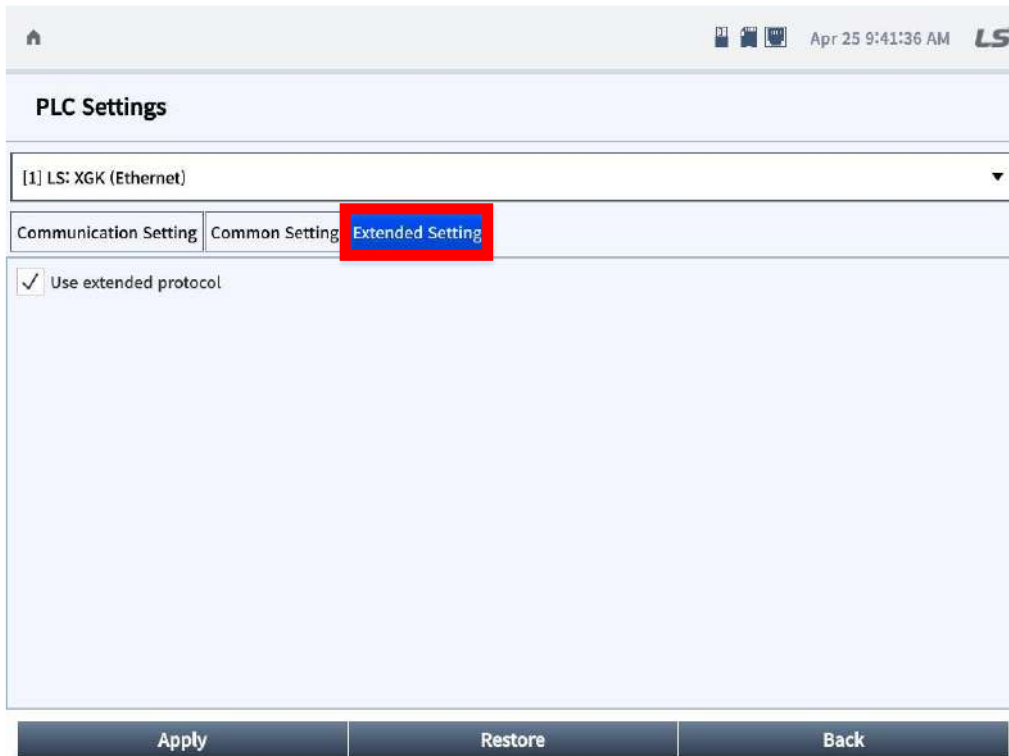 Apr 25 9:41:36 AM LS
PLC Settings
[1] LS: XGK (Ethernet)
Communication Setting Common Setting Extended Setting
Use extended protocol
Apply Restore Back